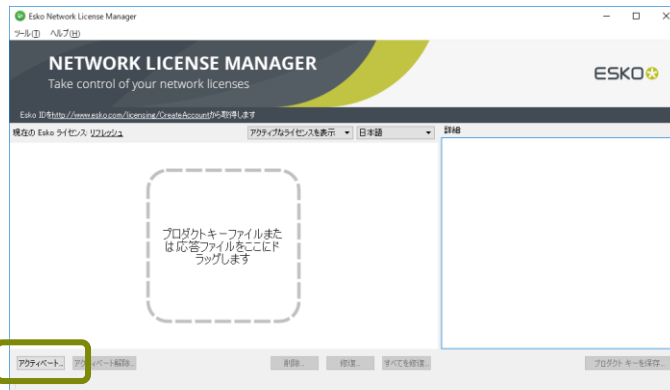 Esko Network License Manager
ツール(T) ヘルプ(H)
NETWORK LICENSE MANAGER
Take control of your network licenses
ESKO
Esko IDをhttp://www.esko.com/licensing/CreateAccountから取得します
現在の Esko ライセンス リフレッシュ アクティブなライセンスを表示 日本語 詳細
プロダクトキーファイルまた
は応答ファイルをここにド
ラッグします
アクティベート... アクティベート解除... 削除... 修復... すべてを修復... プロダクト キーを保存...